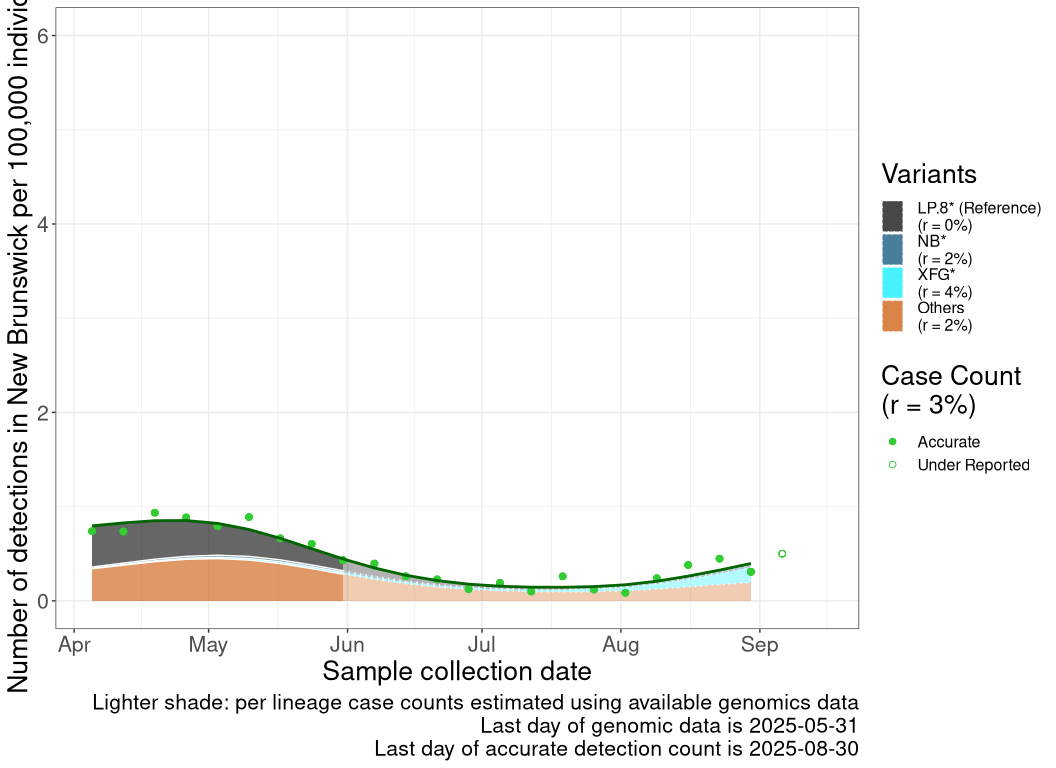 Number of detections in New Brunswick per 100,000
6
4
2
0
Apr May Jun Jul Aug Sep
Sample collection date
Variants
LP.8* (Reference)
(r = 0%)
NB*
(r = 2%)
XFG*
(r = 4%)
Others
(r = 2%)
Case Count
(r = 3%)
Accurate
Under Reported
Lighter shade: per lineage case counts estimated using available genomics data
Last day of genomic data is 2025-05-31
Last day of accurate detection count is 2025-08-30